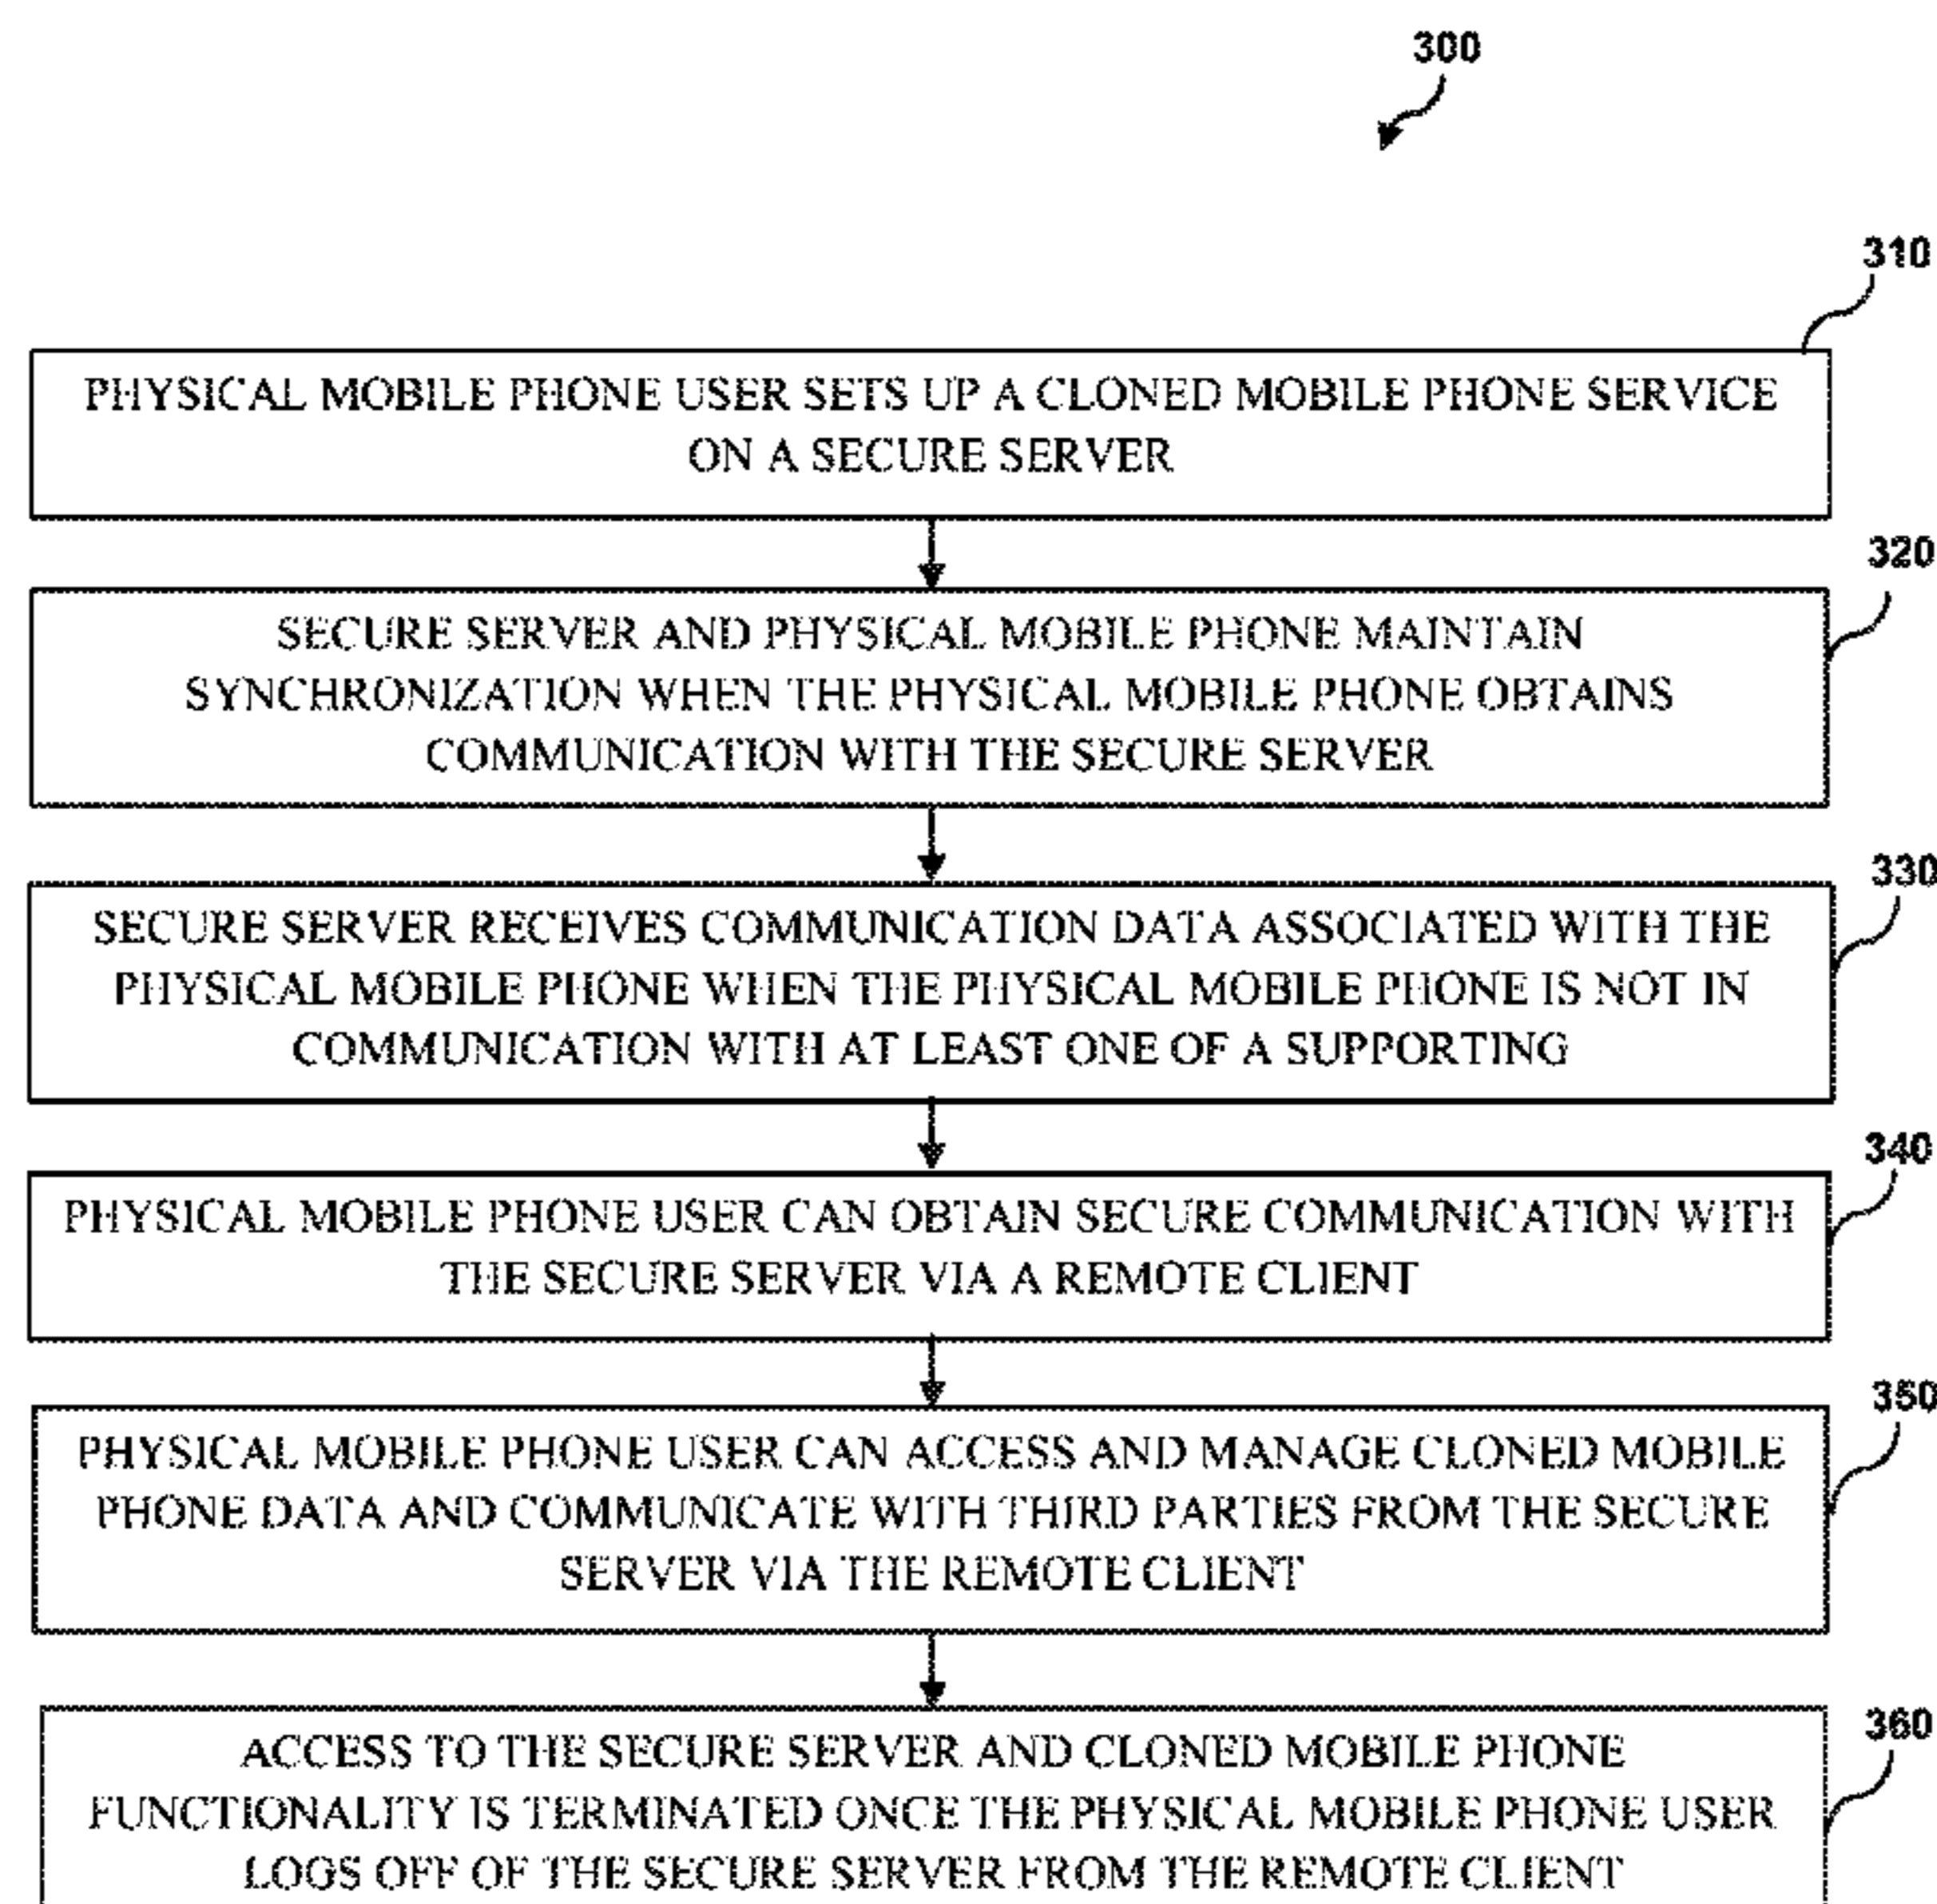 300
310
PHYSICAL MOBILE PHONE USER SETS UP A CLONED MOBILE PHONE SERVICE
ON A SECURE SERVER
320
SECURE SERVER AND PHYSICAL MOBILE PHONE MAINTAIN
SYNCHRONIZATION WHEN THE PHYSICAL MOBILE PHONE OBTAINS
COMMUNICATION WITH THE SECURE SERVER
330
SECURE SERVER RECEIVES COMMUNICATION DATA ASSOCIATED WITH THE
PHYSICAL MOBILE PHONE WHEN THE PHYSICAL MOBILE PHONE IS NOT IN
COMMUNICATION WITH AT LEAST ONE OF A SUPPORTING
340
PHYSICAL MOBILE PHONE USER CAN OBTAIN SECURE COMMUNICATION WITH
THE SECURE SERVER VIA A REMOTE CLIENT
350
PHYSICAL MOBILE PHONE USER CAN ACCESS AND MANAGE CLONED MOBILE
PHONE DATA AND COMMUNICATE WITH THIRD PARTIES FROM THE SECURE
SERVER VIA THE REMOTE CLIENT
360
ACCESS TO THE SECURE SERVER AND CLONED MOBILE PHONE
FUNCTIONALITY IS TERMINATED ONCE THE PHYSICAL MOBILE PHONE USER
LOGS OFF OF THE SECURE SERVER FROM THE REMOTE CLIENT